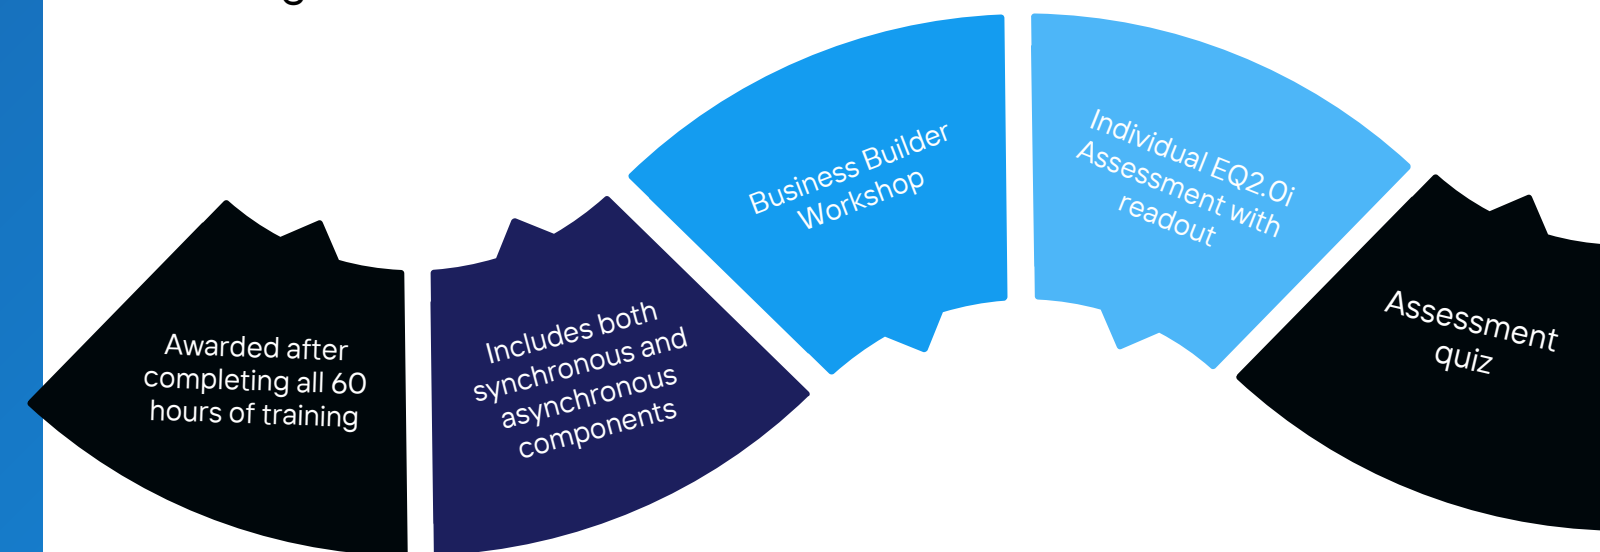 Awarded after
completing all 60
hours of training
Includes both
synchronous and
asynchronous
components
Business Builder
Workshop
Individual EQ2.0i
Assessment with
readout
Assessment
quiz